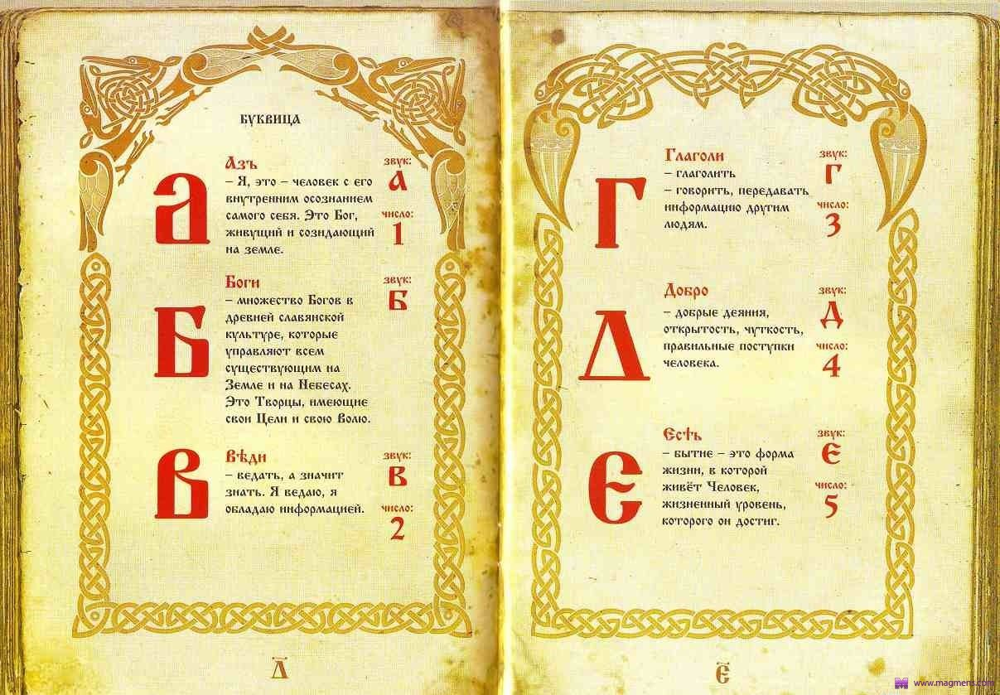 БУКВИЦА
А
Азъ
– Я, это – человек с его
внутренним осознанием
самого себя. Это Бог,
живущий и созидающий
на земле.
звук:
А
число:
1
Б
Боги
– множество Богов в
древней славянской
культуре, которые
управляют всем
существующим на
Земле и на Небесах.
Это Творцы, имеющие
свои Цели и свою Волю.
звук:
Б
В
Вѣди
– ведать, а значит
знать. Я ведаю, я
обладаю информацией.
звук:
В
число:
2
Д҃
Г
Глаголи
– глаголить
– говорить, передавать
информацию другим
людям.
звук:
Г
число:
3
Д
Добро
– добрые деяния,
открытость, чуткость,
правильные поступки
человека.
звук:
Д
число:
4
Є
Єсть
– бытие – это форма
жизни, в которой
живёт Человек,
жизненный уровень,
которого он достиг.
звук:
Є
число:
5
Є҃
www.magmens.com